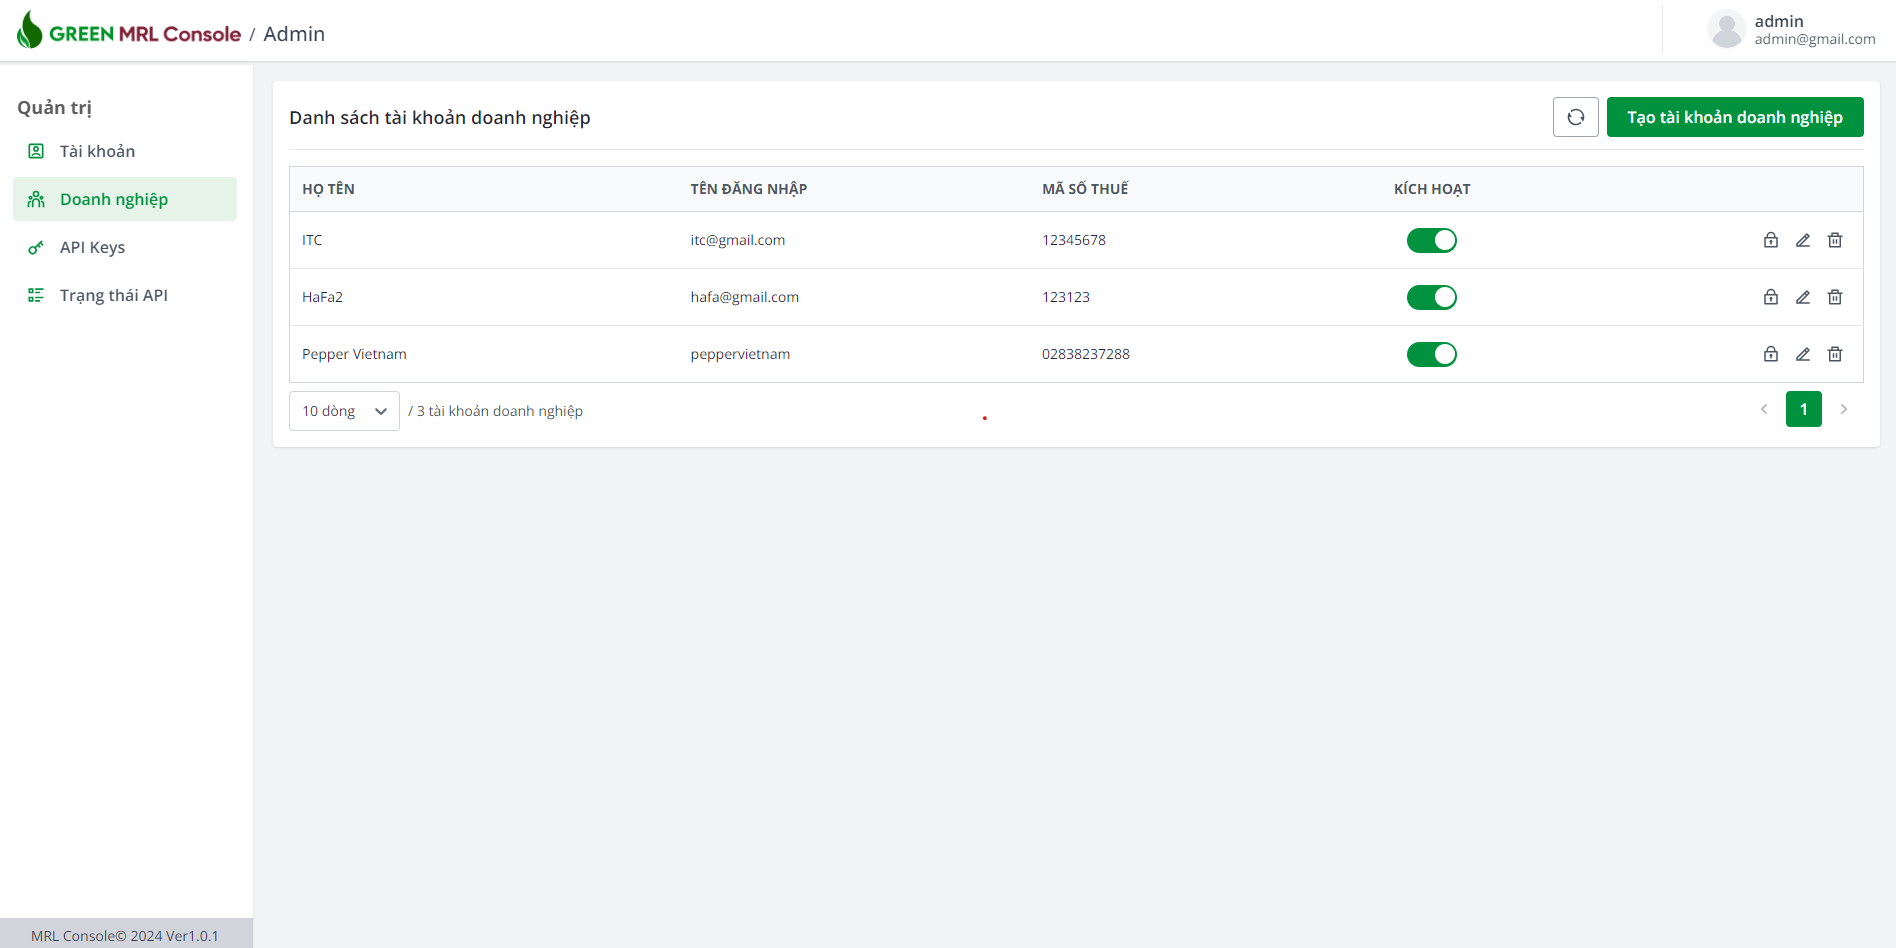 GREEN MRL Console / Admin
admin
admin@gmail.com
Quản trị
Tài khoản
Doanh nghiệp
API Keys
Trạng thái API
Danh sách tài khoản doanh nghiệp
Tạo tài khoản doanh nghiệp
HỌ TÊN TÊN ĐĂNG NHẬP MÃ SỐ THUẾ KÍCH HOẠT
ITC itc@gmail.com 12345678
HaFa2 hafa@gmail.com 123123
Pepper Vietnam peppervietnam 02838237288
10 dòng / 3 tài khoản doanh nghiệp 1
MRL Console© 2024 Ver1.0.1